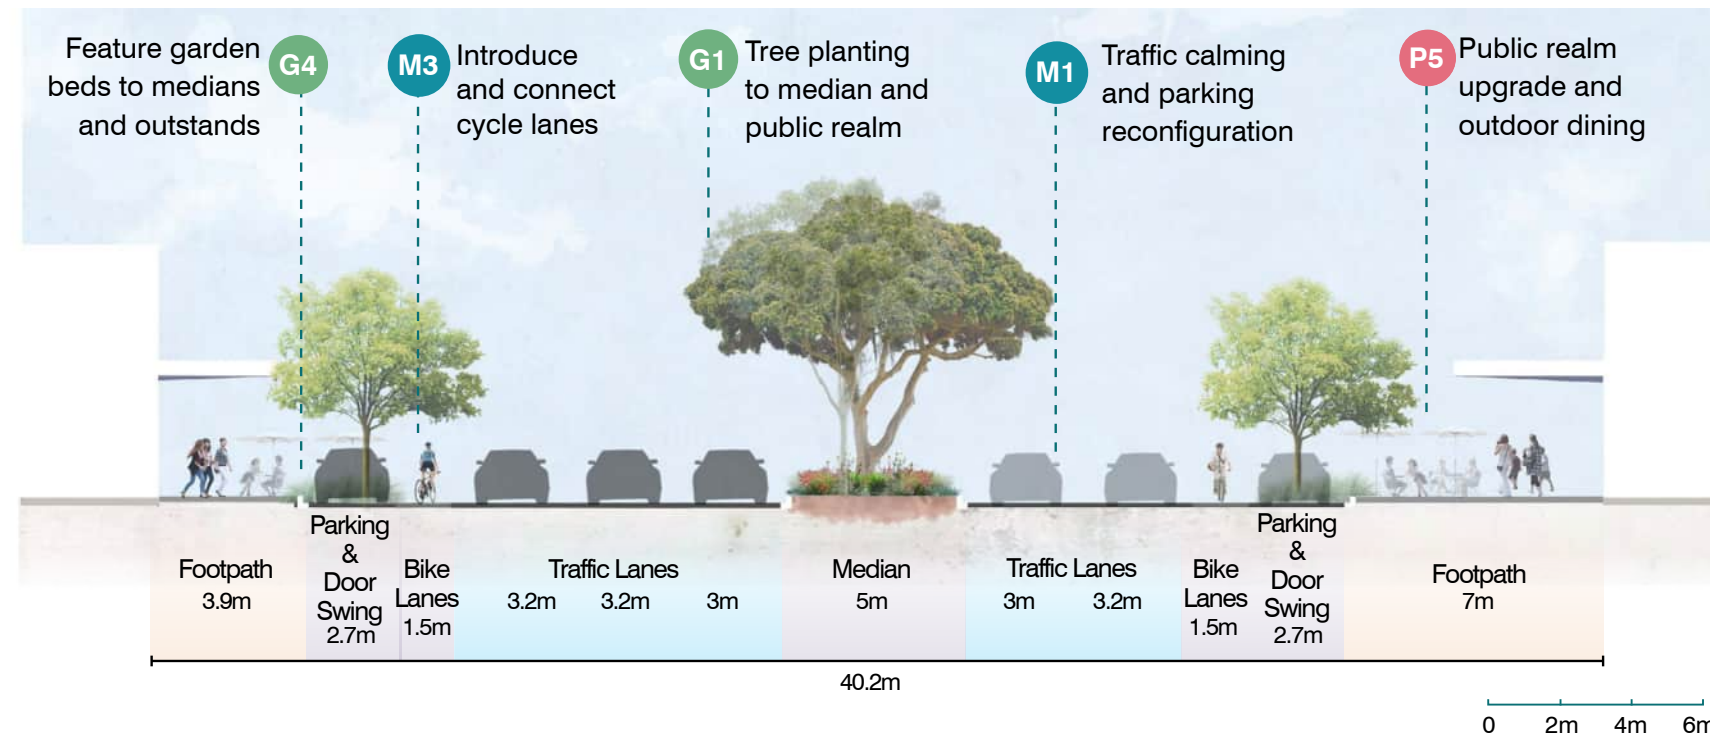 Feature garden
beds to medians
and outstands
G4
M3
Introduce
and connect
cycle lanes
G1
Tree planting
to median and
public realm
M1
Traffic calming
and parking
reconfiguration
P5
Public realm
upgrade and
outdoor dining
Footpath
3.9m
Parking
&
Door
Swing
2.7m
Bike
Lanes
1.5m
Traffic Lanes
3.2m 3.2m 3m
Median
5m
Traffic Lanes
3m 3.2m
Bike
Lanes
1.5m
Parking
&
Door
Swing
2.7m
Footpath
7m
40.2m
0 2m 4m 6m